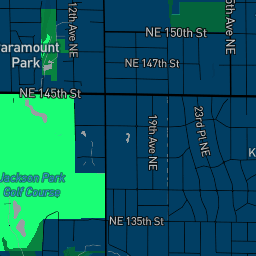 12th Ave NE
NE 150th St
Paramount
Park
NE 147th St
NE 145th St
19th Ave NE
23rd Pl NE
Jackson Park
Golf Course
NE 135th St